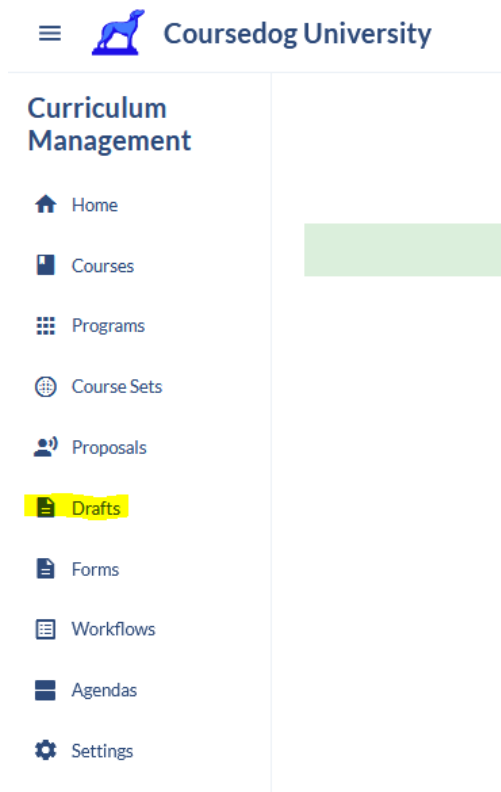 Coursedog University
Curriculum
Management
Home
Courses
Programs
Course Sets
Proposals
Drafts
Forms
Workflows
Agendas
Settings